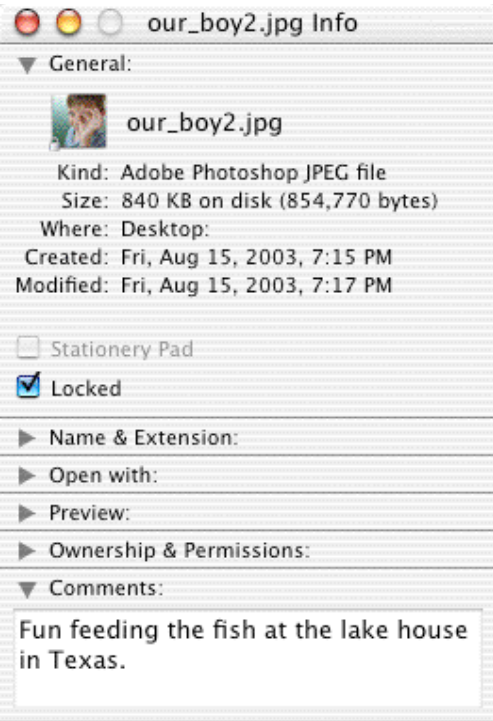 our_boy2.jpg Info
General:
our_boy2.jpg
Kind: Adobe Photoshop JPEG file
Size: 840 KB on disk (854,770 bytes)
Where: Desktop:
Created: Fri, Aug 15, 2003, 7:15 PM
Modified: Fri, Aug 15, 2003, 7:17 PM
Stationery Pad
Locked
Name & Extension:
Open with:
Preview:
Ownership & Permissions:
Comments:
Fun feeding the fish at the lake house
in Texas.